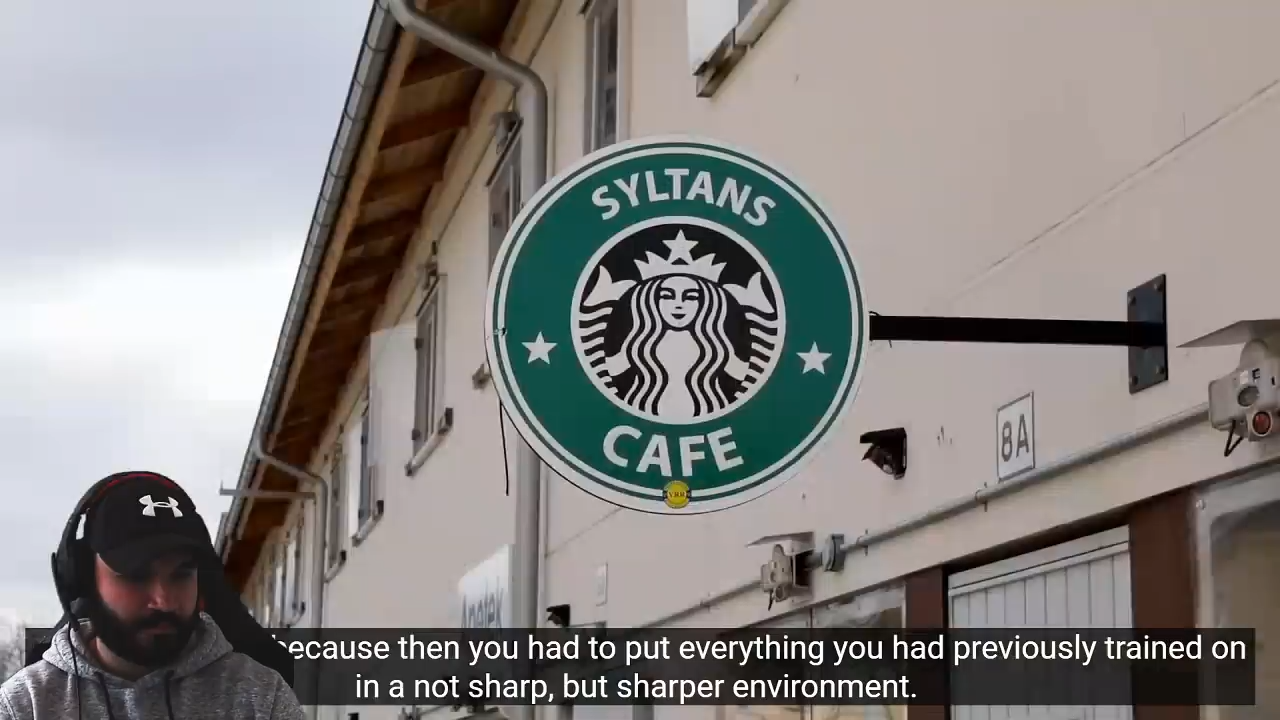 SYLTANS
CAFE
8A
Apotek
because then you had to put everything you had previously trained on
in a not sharp, but sharper environment.